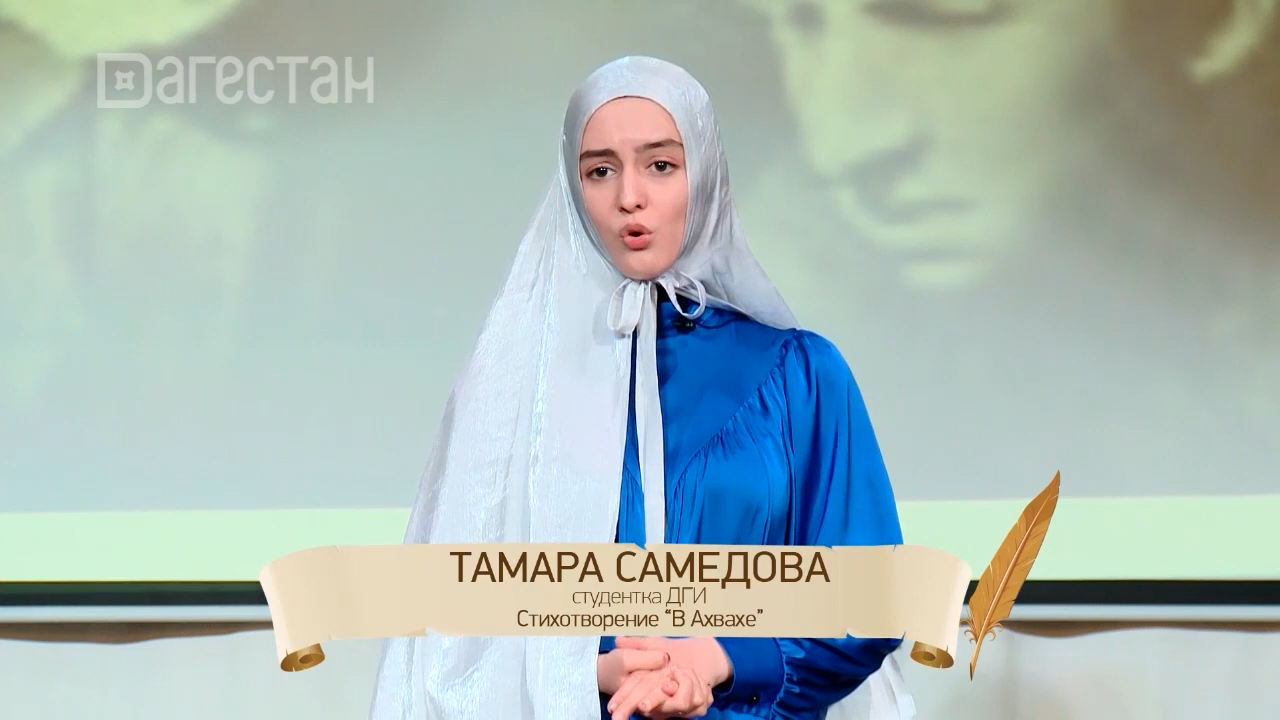 Дагестан
ТАМАРА САМЕДОВА
студентка ДГИ
Стихотворение “В Ахвахе”